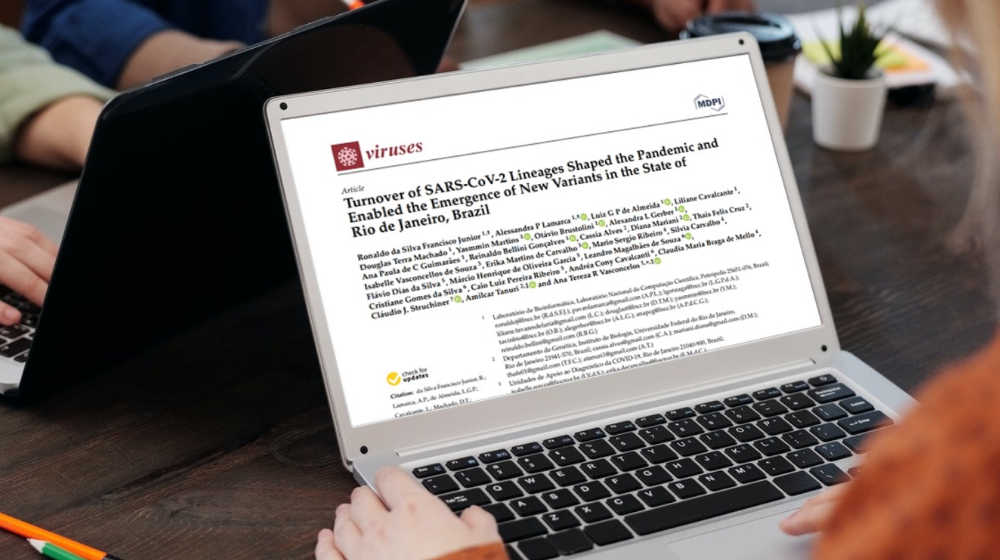 MDPI
viruses
Article
Turnover of SARS-CoV-2 Lineages Shaped the Pandemic and
Enabled the Emergence of New Variants in the State of
Rio de Janeiro, Brazil
Ronaldo da Silva Francisco Junior 1,†, Alessandra P Lamarca 1,†, Luiz G P de Almeida 1, Liliane Cavalcante 1,
Douglas Terra Machado 1, Yasmmin Martins 1, Otávio Brustolini 1, Alexandra L Gerber 1,
Ana Paula de C Guimarães 1, Reinaldo Bellini Gonçalves 1, Cassia Alves 2, Diana Mariani 2, Thais Felix Cruz 2,
Isabelle Vasconcellos de Souza 3, Erika Martins de Carvalho 3, Mario Sergio Ribeiro 4, Silvia Carvalho 4,
Flávio Dias da Silva 5, Márcio Henrique de Oliveira Garcia 5, Leandro Magalhães de Souza
Cristiane Gomes da Silva 6, Caio Luiz Pereira Ribeiro 5, Andréa Cony Cavalcanti 6, Claudia Maria Braga de Mello 4,
Cláudio J. Struchiner 7, Amilcar Tanuri 2,‡ and Ana Tereza R Vasconcelos
1 Laboratório de Bioinformática, Laboratório Nacional de Computação Científica, Petrópolis 25651-076, Brazil;
2 Departamento de Genética, Instituto de Biologia, Universidade Federal do Rio de Janeiro,
Rio de Janeiro 21941-570, Brazil;
3 Unidades de Apoio ao Diagnóstico da COVID-19, Rio de Janeiro 21040-900, Brazil;
check for
updates
Citation: da Silva Francisco Junior, R.;
Lamarca, A.P.; de Almeida, L.G.P.;
Cavalcante, L.; Machado, D.T.;